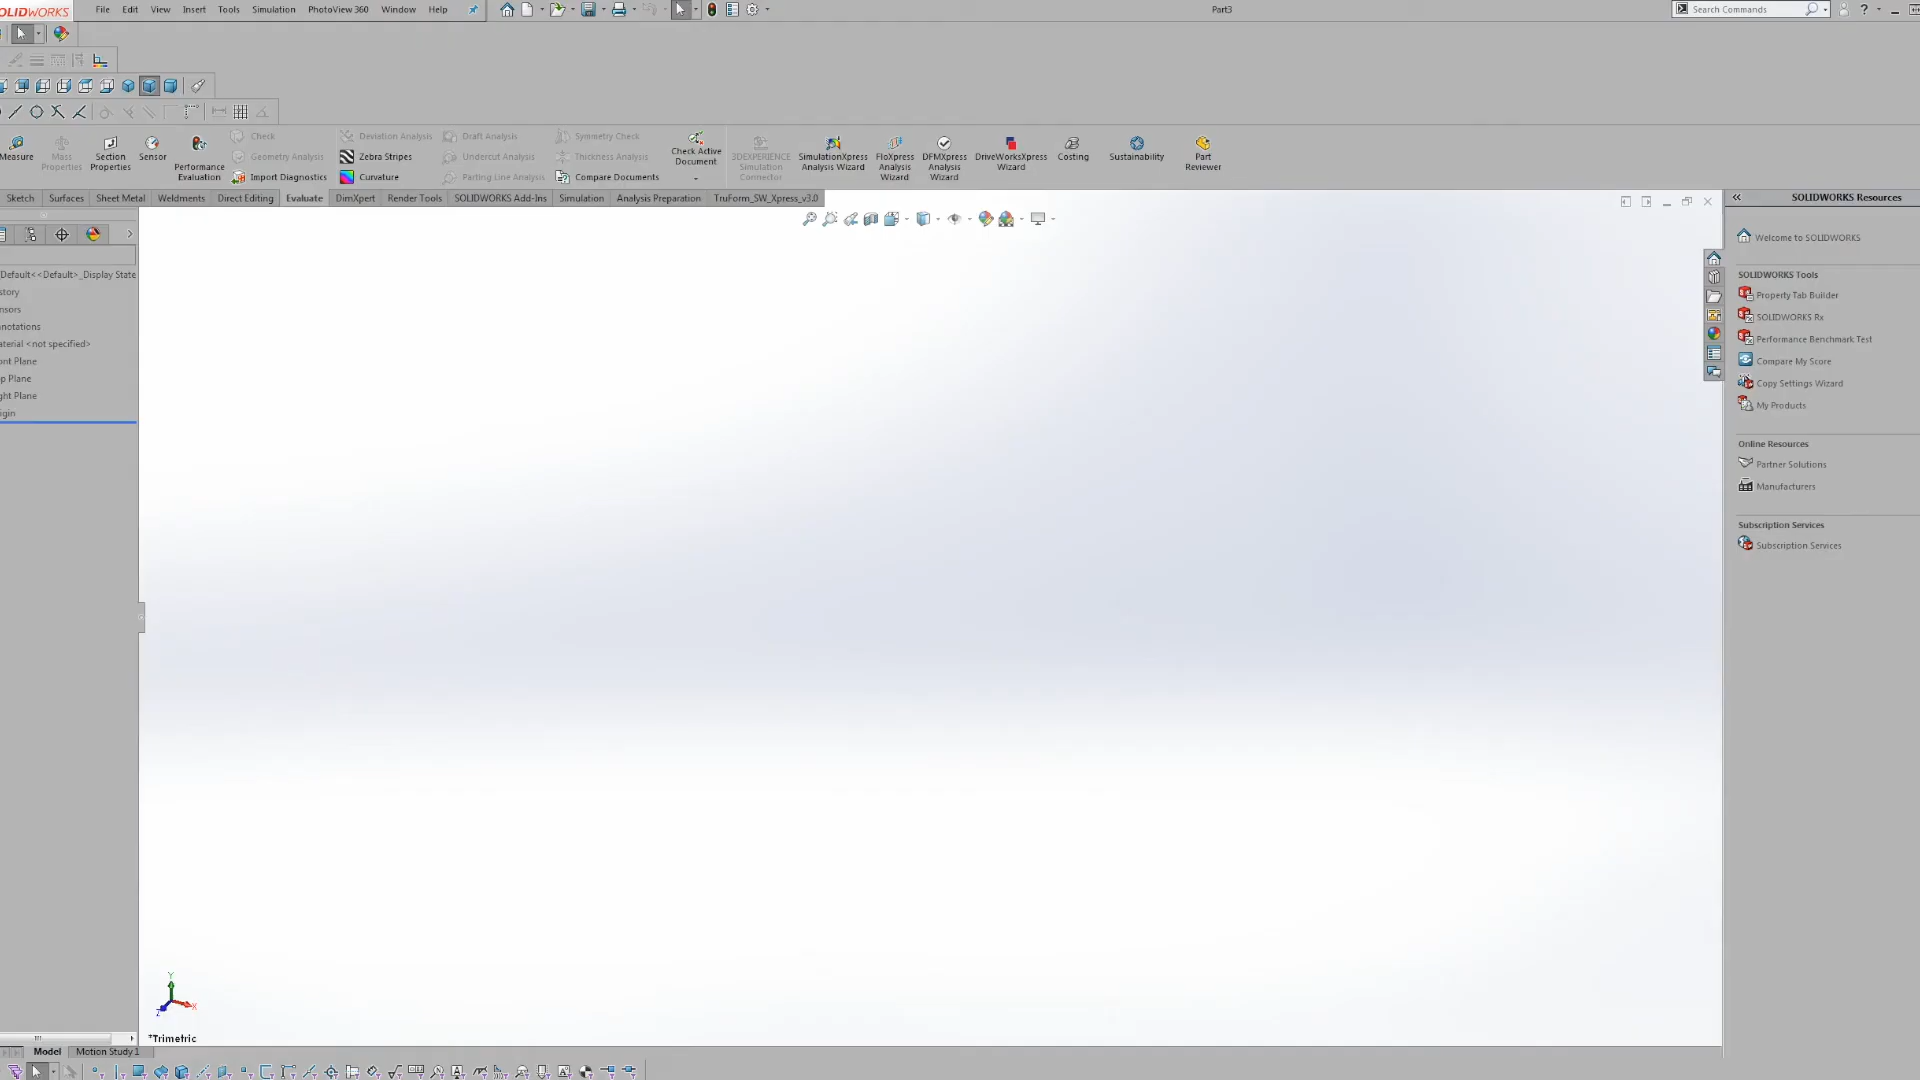 OLIDWORKS File Edit View Insert Tools Simulation PhotoView 360 Window Help Part3 Search Commands
Measure Mass Properties Section Properties Sensor Performance Evaluation
Check Geometry Analysis Import Diagnostics
Deviation Analysis Zebra Stripes Curvature
Draft Analysis Undercut Analysis Parting Line Analysis
Symmetry Check Thickness Analysis Compare Documents
Check Active Document
3DEXPERIENCE Simulation Connector
SimulationXpress Analysis Wizard
FloXpress Analysis Wizard
DFMXpress Analysis Wizard
DriveWorksXpress Wizard
Costing
Sustainability
Part Reviewer
Sketch Surfaces Sheet Metal Weldments Direct Editing Evaluate DimXpert Render Tools SOLIDWORKS Add-Ins Simulation Analysis Preparation TruForm_SW_Xpress_v3.0
Default<<Default>_Display State
story
nsors
notations
aterial <not specified>
ont Plane
p Plane
ght Plane
igin
SOLIDWORKS Resources
Welcome to SOLIDWORKS
SOLIDWORKS Tools
Property Tab Builder
SOLIDWORKS Rx
Performance Benchmark Test
Compare My Score
Copy Settings Wizard
My Products
Online Resources
Partner Solutions
Manufacturers
Subscription Services
Subscription Services
Y
X
Z
*Trimetric
Model Motion Study 1